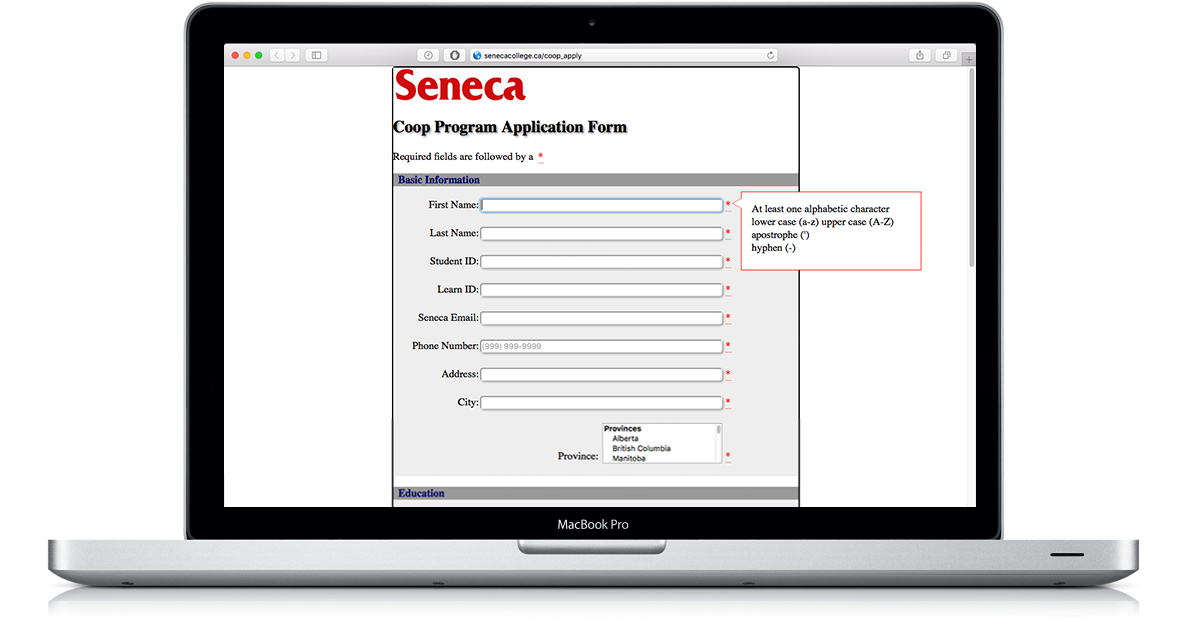 senecacollege.ca/coop_apply
Seneca
Coop Program Application Form
Required fields are followed by a *
Basic Information
First Name: *
At least one alphabetic character
lower case (a-z) upper case (A-Z)
apostrophe (')
hyphen (-)
Last Name: *
Student ID: *
Learn ID: *
Seneca Email: *
Phone Number: (999) 999-9999 *
Address: *
City: *
Provinces
Alberta
British Columbia
Manitoba
Province: *
Education
MacBook Pro